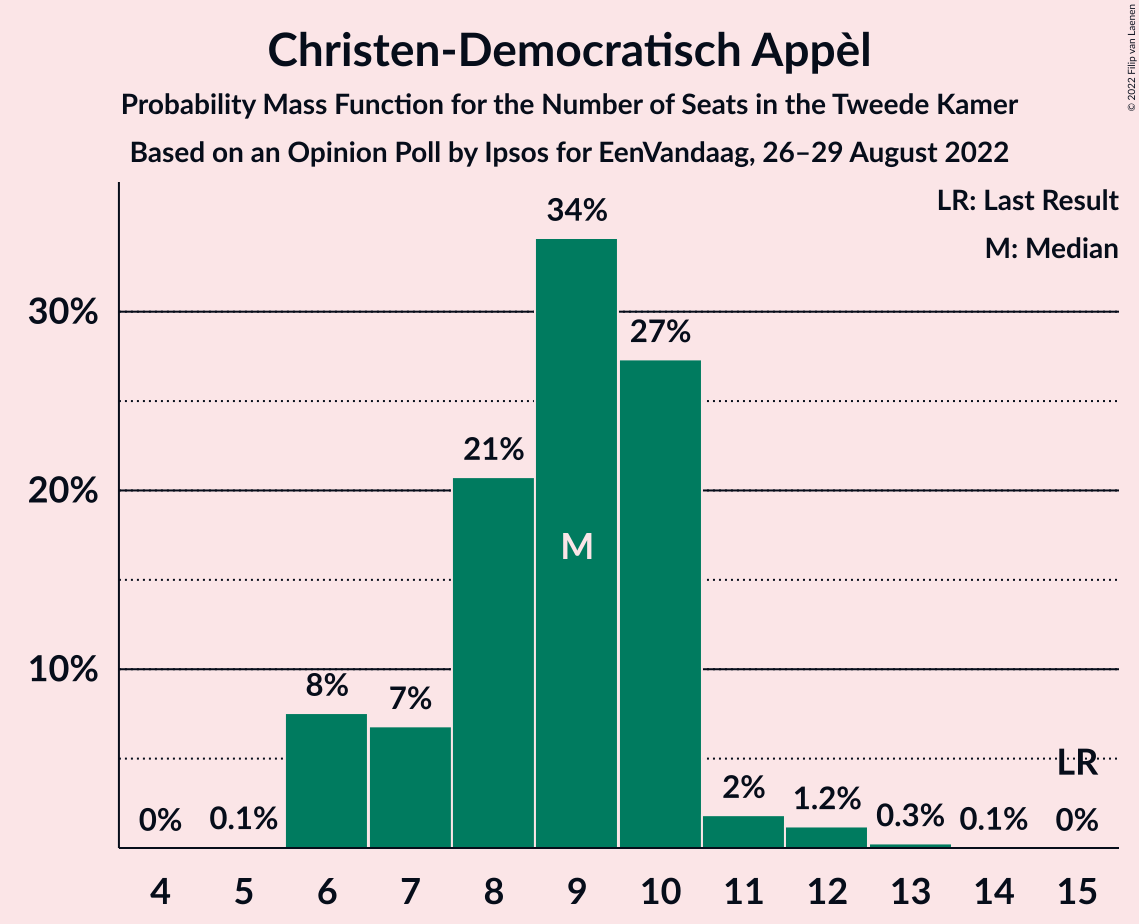 Christen-Democratisch Appèl
Probability Mass Function for the Number of Seats in the Tweede Kamer
Based on an Opinion Poll by Ipsos for EenVandaag, 26–29 August 2022
© 2022 Filip van Laenen
LR: Last Result
M: Median
34%
30%
27%
21%
20%
M
10%
8%
7%
LR
2%
1.2%
0.3%
0.1%
0%
0%
0.1%
4 5 6 7 8 9 10 11 12 13 14 15